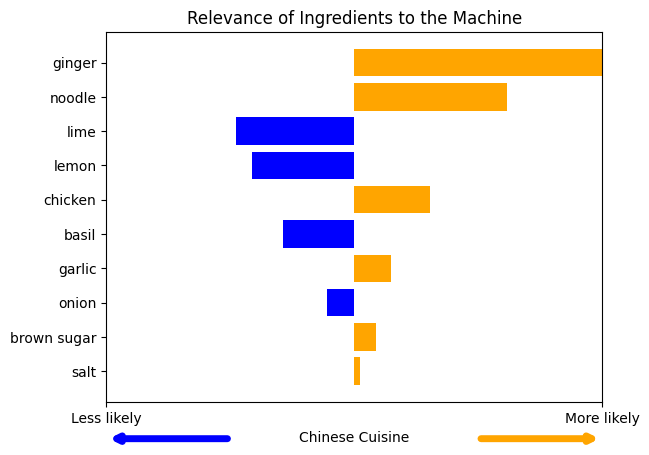 Relevance of Ingredients to the Machine
ginger
noodle
lime
lemon
chicken
basil
garlic
onion
brown sugar
salt
Less likely
More likely
Chinese Cuisine